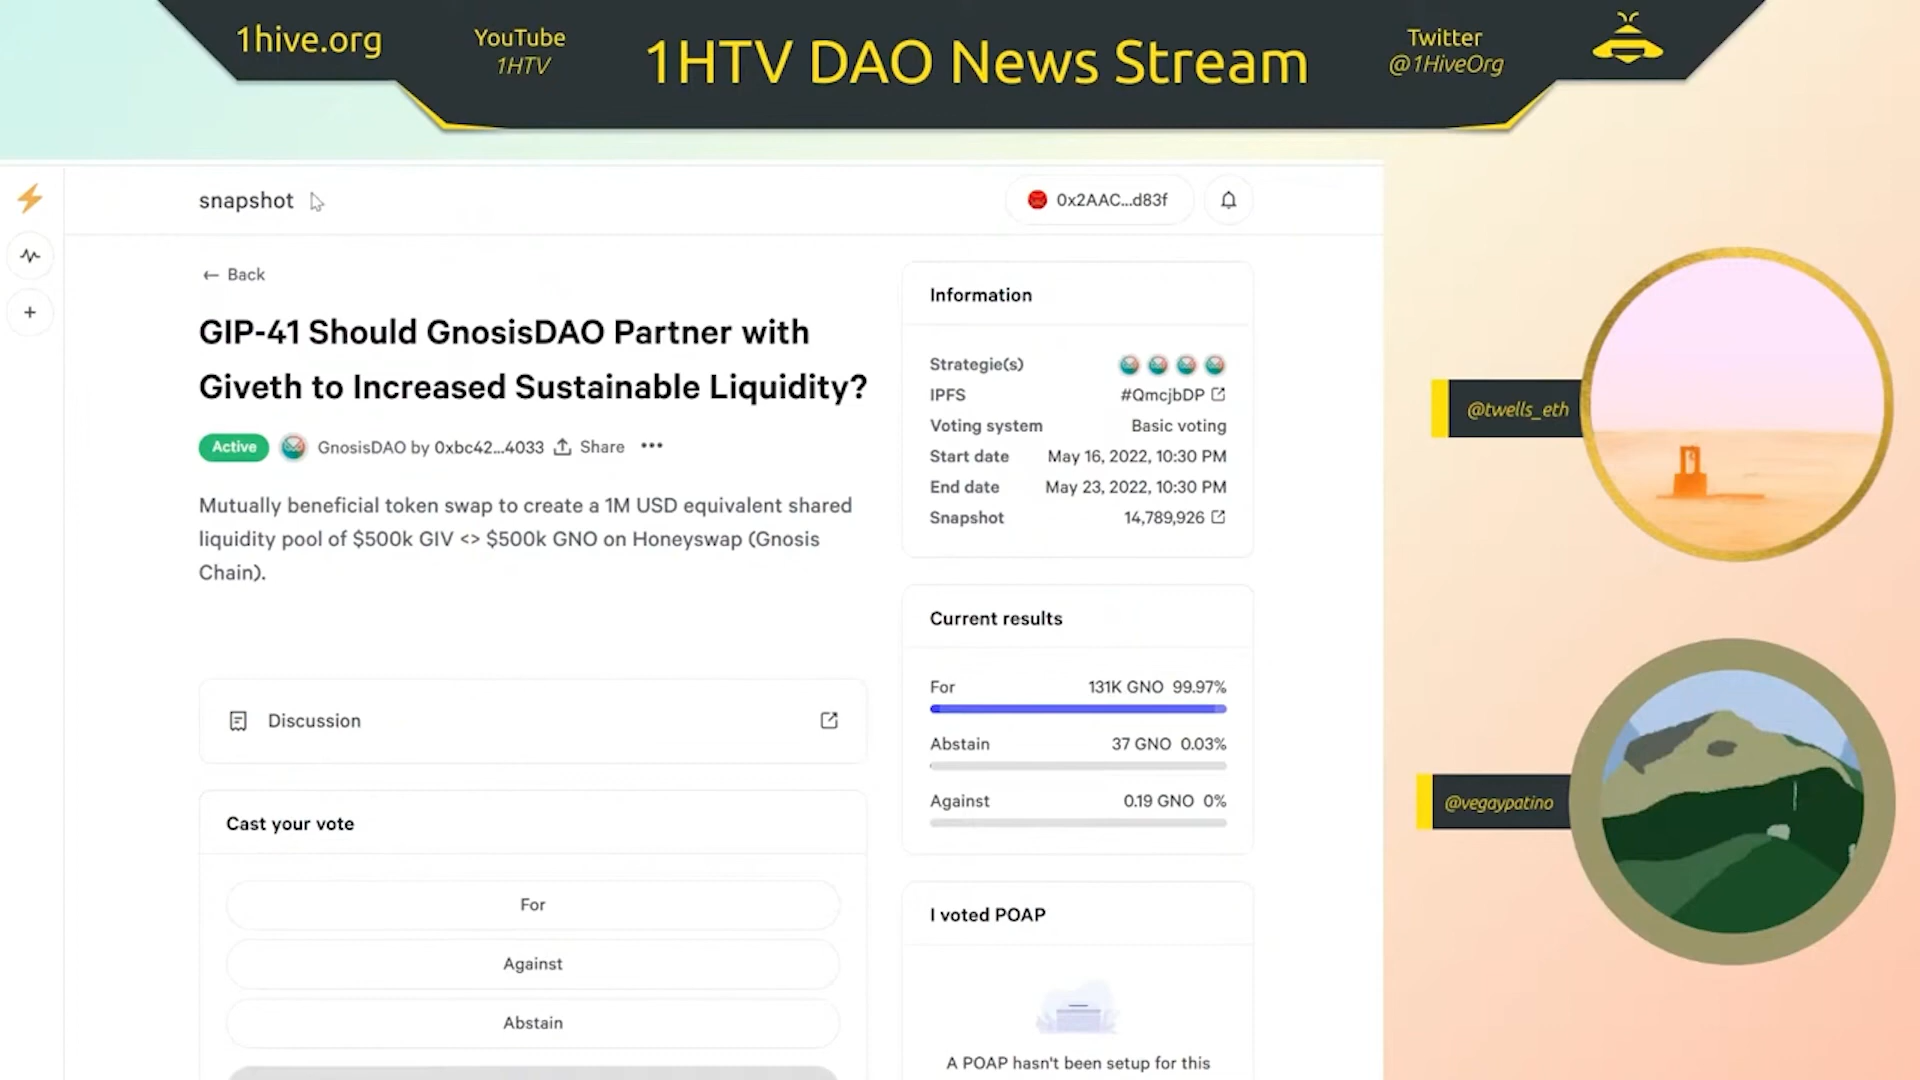 1hive.org
YouTube
1HTV
1HTV DAO News Stream
Twitter
@1HiveOrg
snapshot
0x2AAC...d83f
← Back
GIP-41 Should GnosisDAO Partner with
Giveth to Increased Sustainable Liquidity?
Active
GnosisDAO by 0xbc42...4033
Share
•••
Mutually beneficial token swap to create a 1M USD equivalent shared
liquidity pool of $500k GIV <> $500k GNO on Honeyswap (Gnosis
Chain).
Discussion
Cast your vote
For
Against
Abstain
Information
Strategie(s)
IPFS #QmcjbDP
Voting system Basic voting
Start date May 16, 2022, 10:30 PM
End date May 23, 2022, 10:30 PM
Snapshot 14,789,926
Current results
For 131K GNO 99.97%
Abstain 37 GNO 0.03%
Against 0.19 GNO 0%
I voted POAP
A POAP hasn't been setup for this
@twells_eth
@vegaypatino